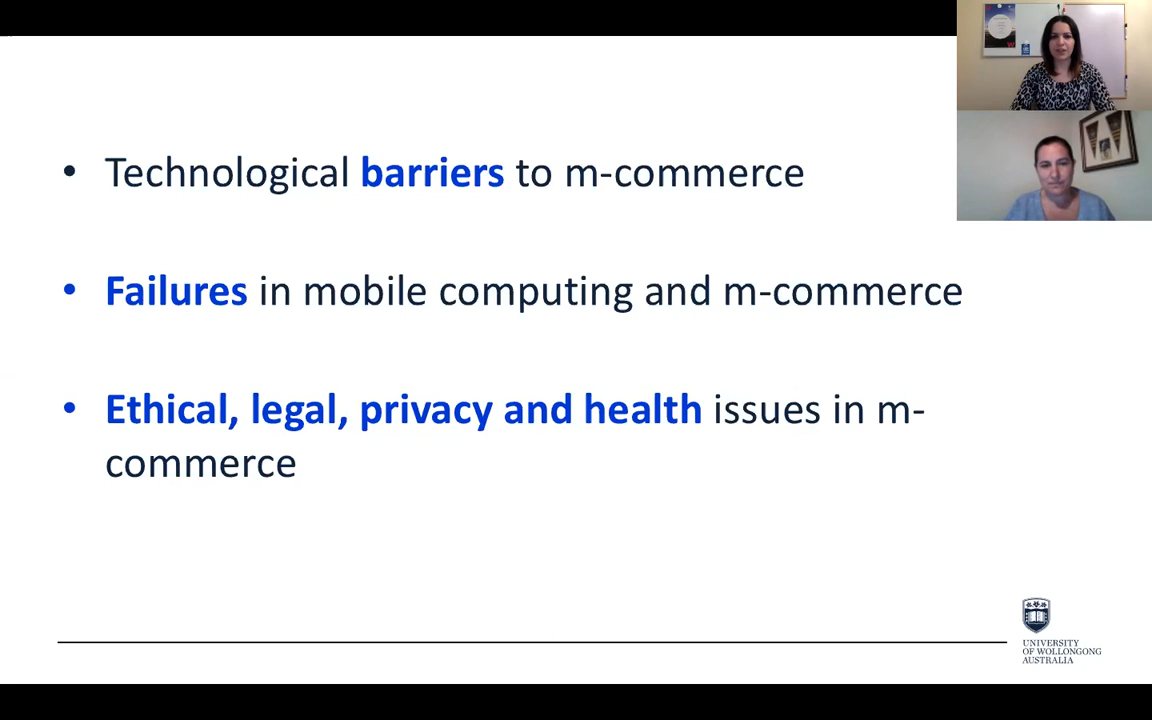 • Technological barriers to m-commerce
• Failures in mobile computing and m-commerce
• Ethical, legal, privacy and health issues in m-
commerce
UNIVERSITY
OF WOLLONGONG
AUSTRALIA